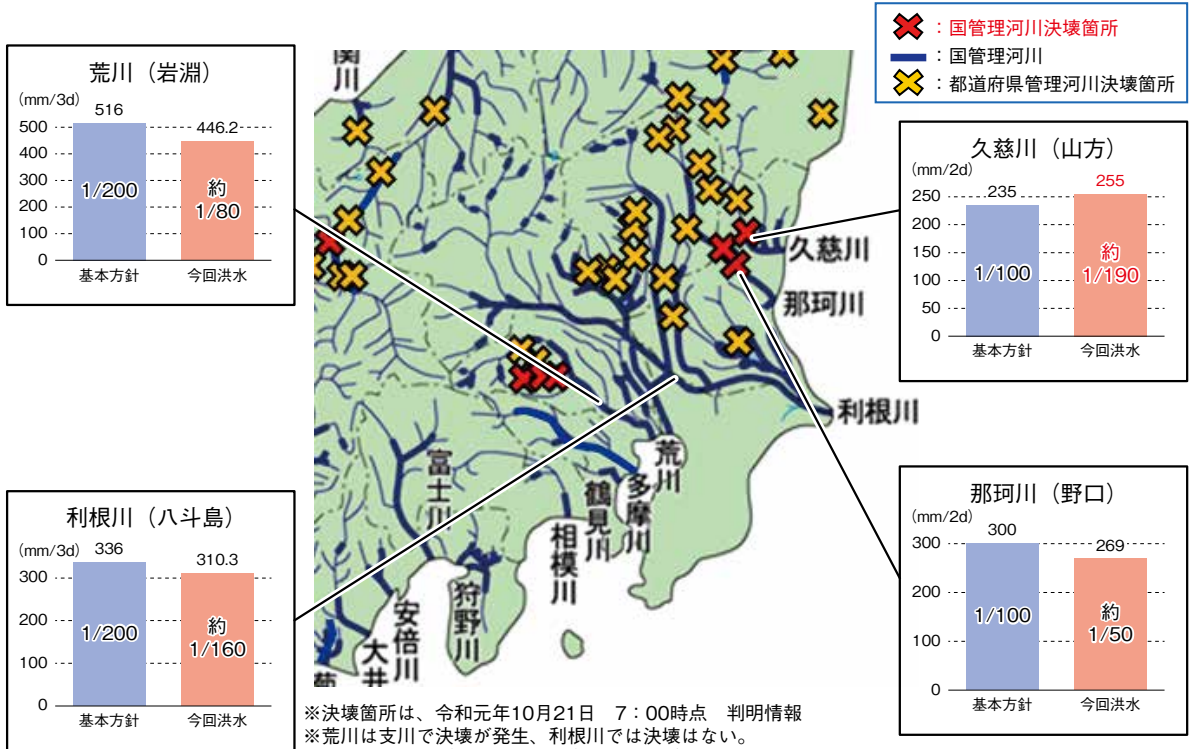 ：国管理河川決壊箇所
：国管理河川
：都道府県管理河川決壊箇所
荒川（岩淵）
(mm/3d)
516
446.2
500
400
300
200
100
0
1/200
約
1/80
基本方針
今回洪水
久慈川（山方）
(mm/2d)
235
255
250
200
150
100
50
0
1/100
約
1/190
基本方針
今回洪水
利根川（八斗島）
(mm/3d)
336
310.3
300
200
100
0
1/200
約
1/160
基本方針
今回洪水
那珂川（野口）
(mm/2d)
300
269
300
200
100
0
1/100
約
1/50
基本方針
今回洪水
関川
久慈川
那珂川
利根川
荒川
多摩川
鶴見川
相模川
富士川
狩野川
安倍川
大井
菊
※決壊箇所は、令和元年10月21日　7：00時点　判明情報
※荒川は支川で決壊が発生、利根川では決壊はない。